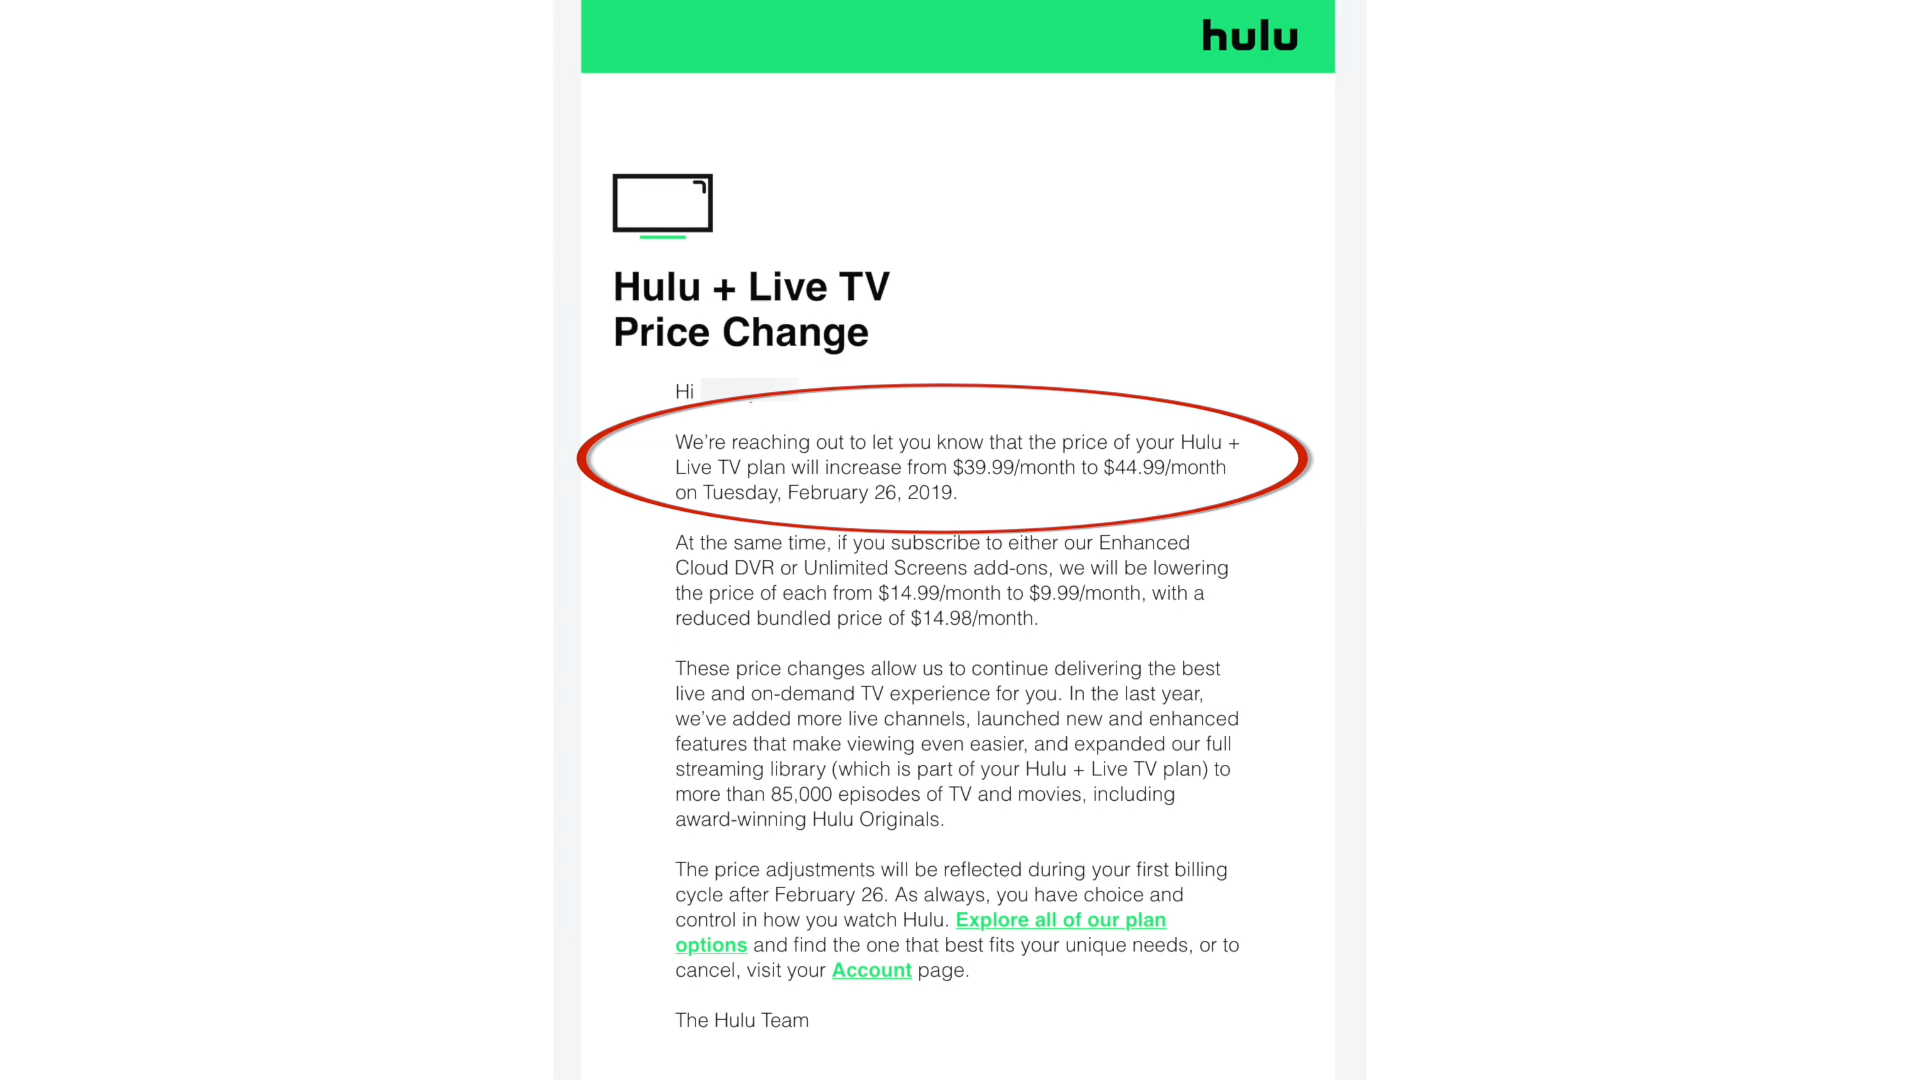 hulu
Hulu + Live TV
Price Change
Hi
We’re reaching out to let you know that the price of your Hulu +
Live TV plan will increase from $39.99/month to $44.99/month
on Tuesday, February 26, 2019.
At the same time, if you subscribe to either our Enhanced
Cloud DVR or Unlimited Screens add-ons, we will be lowering
the price of each from $14.99/month to $9.99/month, with a
reduced bundled price of $14.98/month.
These price changes allow us to continue delivering the best
live and on-demand TV experience for you. In the last year,
we’ve added more live channels, launched new and enhanced
features that make viewing even easier, and expanded our full
streaming library (which is part of your Hulu + Live TV plan) to
more than 85,000 episodes of TV and movies, including
award-winning Hulu Originals.
The price adjustments will be reflected during your first billing
cycle after February 26. As always, you have choice and
control in how you watch Hulu. Explore all of our plan
options and find the one that best fits your unique needs, or to
cancel, visit your Account page.
The Hulu Team